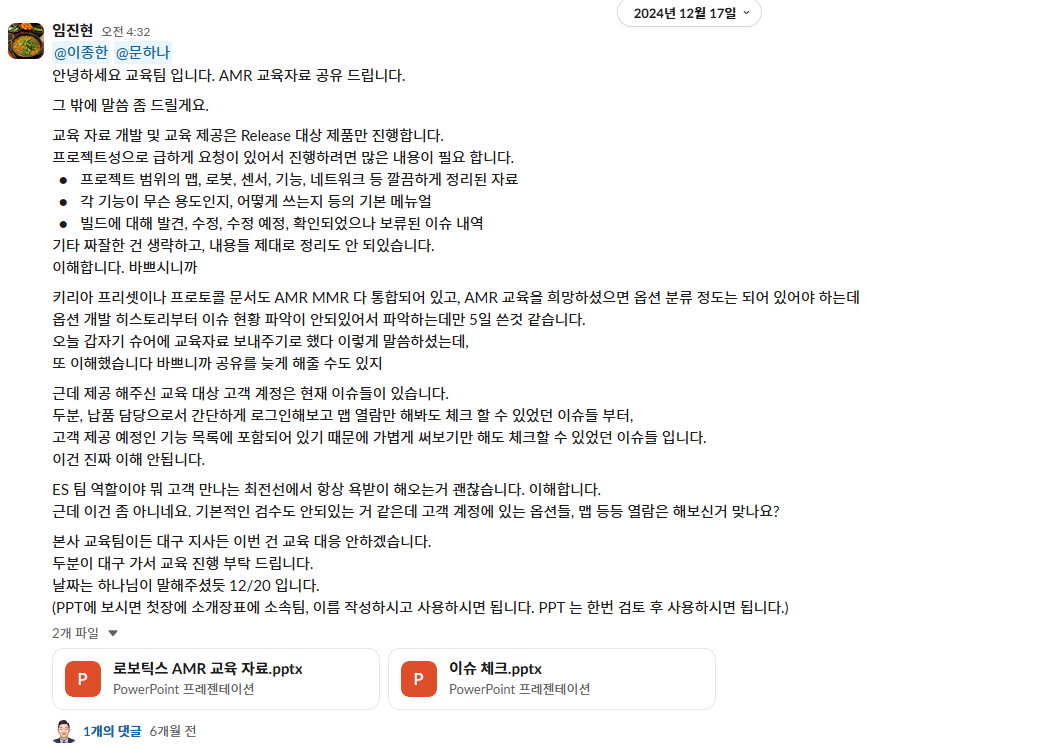 2024년 12월 17일
임진현 오전 4:32
@이종한 @문하나
안녕하세요 교육팀 입니다. AMR 교육자료 공유 드립니다.
그 밖에 말씀 좀 드릴게요.
교육 자료 개발 및 교육 제공은 Release 대상 제품만 진행합니다.
프로젝트성으로 급하게 요청이 있어서 진행하려면 많은 내용이 필요 합니다.
● 프로젝트 범위의 맵, 로봇, 센서, 기능, 네트워크 등 깔끔하게 정리된 자료
● 각 기능이 무슨 용도인지, 어떻게 쓰는지 등의 기본 메뉴얼
● 빌드에 대해 발견, 수정, 수정 예정, 확인되었으나 보류된 이슈 내역
기타 짜잘한 건 생략하고, 내용들 제대로 정리도 안 되있습니다.
이해합니다. 바쁘시니까
키리아 프리셋이나 프로토콜 문서도 AMR MMR 다 통합되어 있고, AMR 교육을 희망하셨으면 옵션 분류 정도는 되어 있어야 하는데
옵션 개발 히스토리부터 이슈 현황 파악이 안되있어서 파악하는데만 5일 쓴것 같습니다.
오늘 갑자기 슈어에 교육자료 보내주기로 했다 이렇게 말씀하셨는데,
또 이해했습니다 바쁘니까 공유를 늦게 해줄 수도 있지
근데 제공 해주신 교육 대상 고객 계정은 현재 이슈들이 있습니다.
두분, 납품 담당으로서 간단하게 로그인해보고 맵 열람만 해봐도 체크 할 수 있었던 이슈들 부터,
고객 제공 예정인 기능 목록에 포함되어 있기 때문에 가볍게 써보기만 해도 체크할 수 있었던 이슈들 입니다.
이건 진짜 이해 안됩니다.
ES 팀 역할이야 뭐 고객 만나는 최전선에서 항상 욕받이 해오는거 괜찮습니다. 이해합니다.
근데 이건 좀 아니네요. 기본적인 검수도 안되있는 거 같은데 고객 계정에 있는 옵션들, 맵 등등 열람은 해보신거 맞나요?
본사 교육팀이든 대구 지사든 이번 건 교육 대응 안하겠습니다.
두분이 대구 가서 교육 진행 부탁 드립니다.
날짜는 하나님이 말해주셨듯 12/20 입니다.
(PPT에 보시면 첫장에 소개장표에 소속팀, 이름 작성하시고 사용하시면 됩니다. PPT 는 한번 검토 후 사용하시면 됩니다.)
2개 파일
P 로보틱스 AMR 교육 자료.pptx
PowerPoint 프레젠테이션
P 이슈 체크.pptx
PowerPoint 프레젠테이션
1개의 댓글 6개월 전